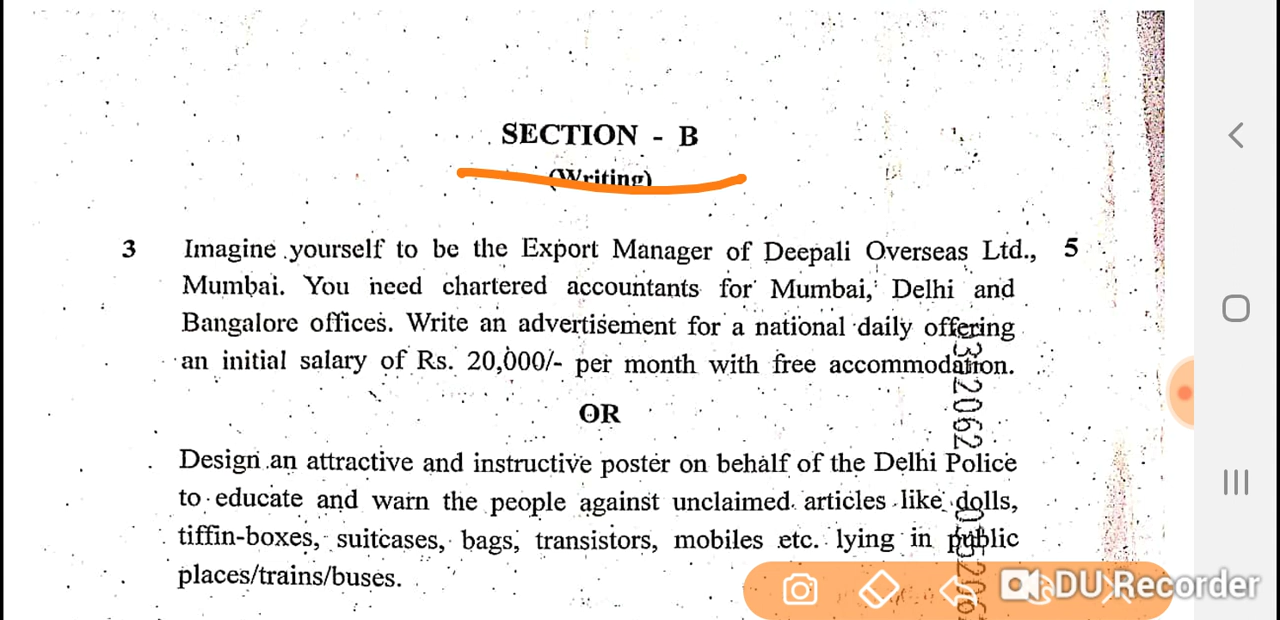 SECTION - B
(Writing)
3 Imagine yourself to be the Export Manager of Deepali Overseas Ltd., 5
Mumbai. You need chartered accountants for Mumbai, Delhi and
Bangalore offices. Write an advertisement for a national daily offering
an initial salary of Rs. 20,000/- per month with free accommodation.
OR
Design an attractive and instructive poster on behalf of the Delhi Police
to educate and warn the people against unclaimed articles like dolls,
tiffin-boxes, suitcases, bags, transistors, mobiles etc. lying in public
places/trains/buses.
DU Recorder